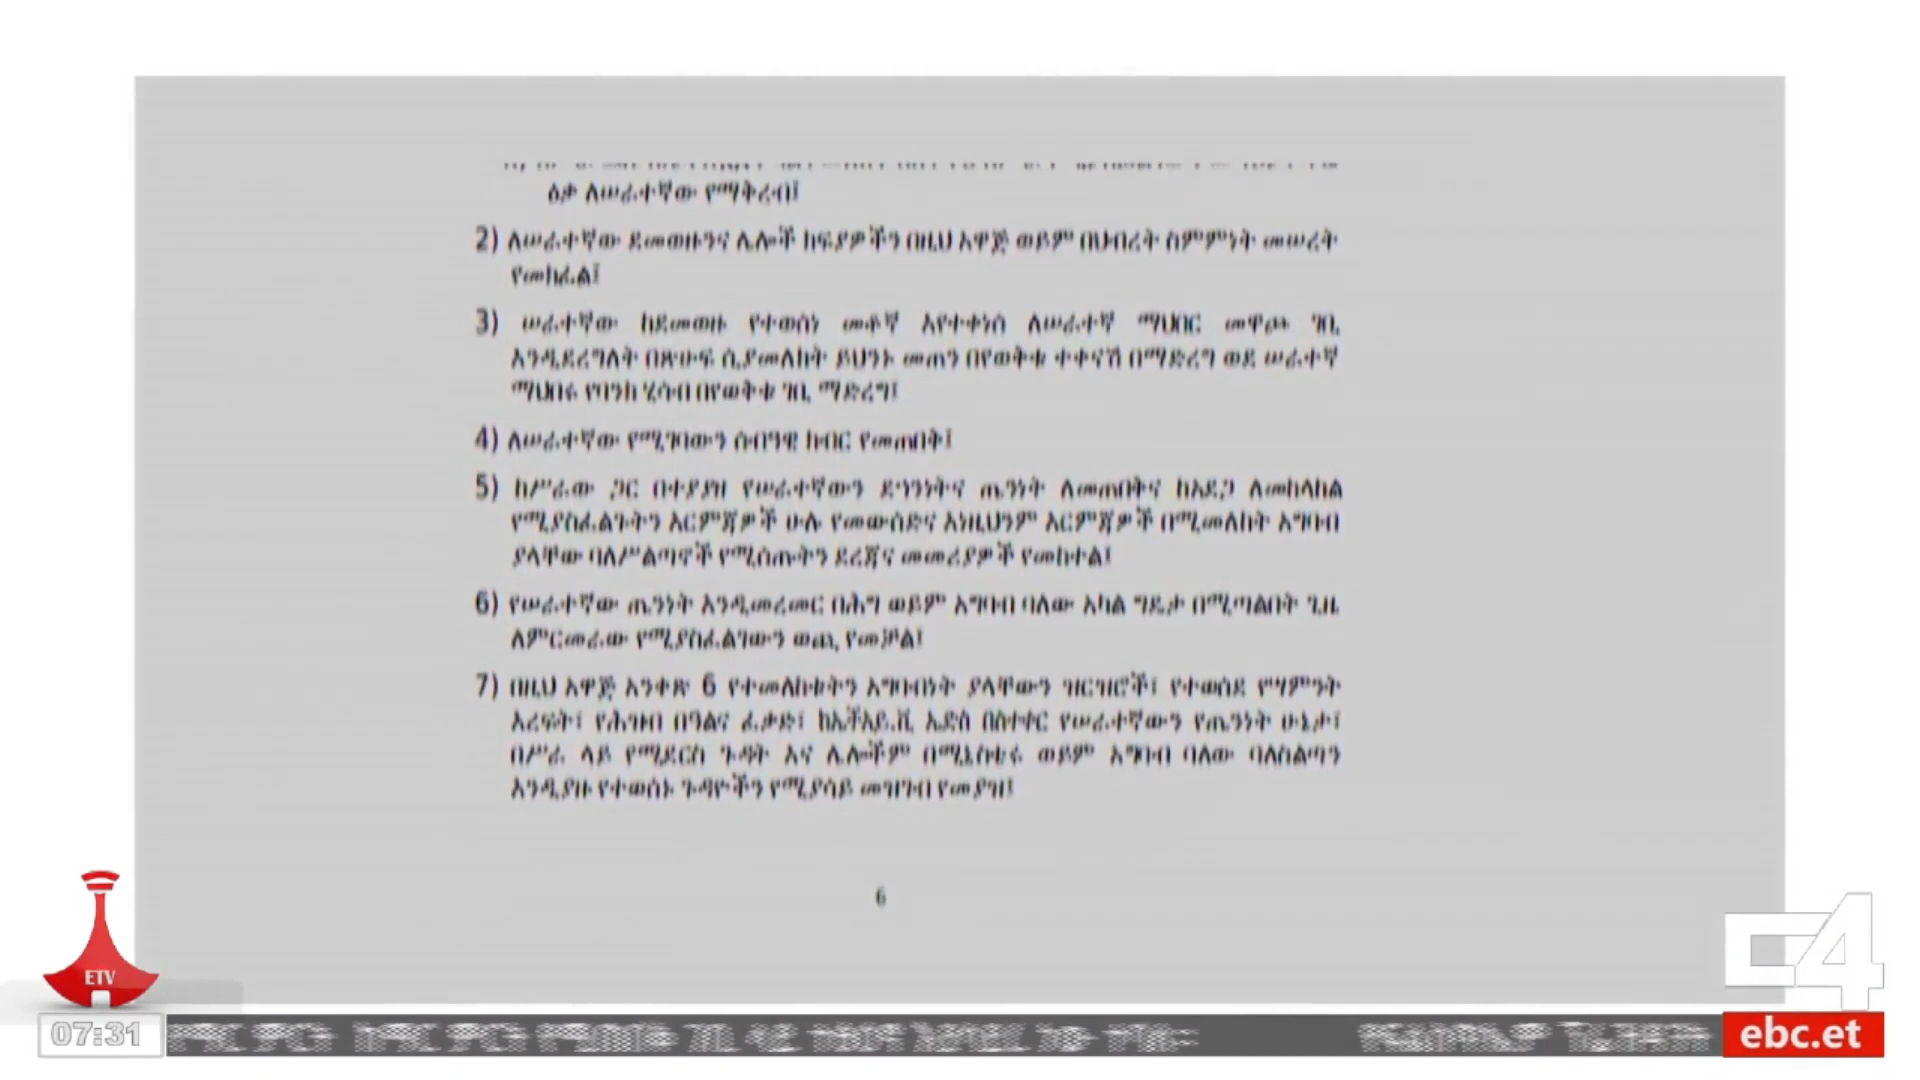 ዕቃ ለሠራተኛው የማቅረብ፤
2) ለሠራተኛው ደመወዙንና ሌሎች ክፍያዎችን በዚህ አዋጅ ወይም በህብረት ስምምነት መሠረት
የመክፈል፤
3) ሠራተኛው ከደመወዙ የተወሰነ መቶኛ እየተቀነሰ ለሠራተኛ ማህበር መዋጮ ገቢ
እንዲደረግለት በጽሁፍ ሲያመለክት ይህንኑ መጠን በየወቅቱ ተቀናሽ በማድረግ ወደ ሠራተኛ
ማህበሩ የባንክ ሂሳብ በየወቅቱ ገቢ ማድረግ፤
4) ለሠራተኛው የሚገባውን ሰብዓዊ ክብር የመጠበቅ፤
5) ከሥራው ጋር በተያያዘ የሠራተኛውን ደኅንነትና ጤንነት ለመጠበቅና ከአደጋ ለመከላከል
የሚያስፈልጉትን እርምጃዎች ሁሉ የመውሰድና እነዚህንም እርምጃዎች በሚመለከት አግባብ
ያላቸው ባለሥልጣኖች የሚሰጡትን ደረጃና መመሪያዎች የመከተል፤
6) የሠራተኛው ጤንነት እንዲመረመር በሕግ ወይም አግባብ ባለው አካል ግዴታ በሚጣልበት ጊዜ
ለምርመራው የሚያስፈልገውን ወጪ የመቻል፤
7) በዚህ አዋጅ አንቀጽ 6 የተመለከቱትን አግባብነት ያላቸውን ዝርዝሮች፣ የተወሰደ የሣምንት
እረፍት፣ የሕዝብ በዓልና ፈቃድ፣ ከኤችአይ.ቪ ኤድስ በስተቀር የሠራተኛውን የጤንነት ሁኔታ፣
በሥራ ላይ የሚደርስ ጉዳት እና ሌሎችም በሚኒስቴሩ ወይም አግባብ ባለው ባለስልጣን
እንዲያዙ የተወሰኑ ጉዳዮችን የሚያሳይ መዝገብ የመያዝ፤
6
ETV
07:31
ebc.et